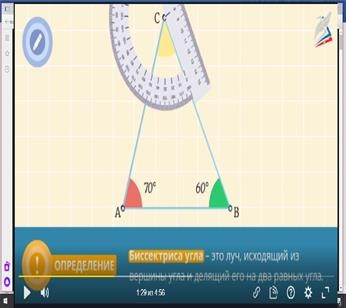 C
70°
60°
A
B
ОПРЕДЕЛЕНИЕ
Биссектриса угла - это луч, исходящий из
вершины угла и делящий его на два равных угла.
1:29 из 4:56